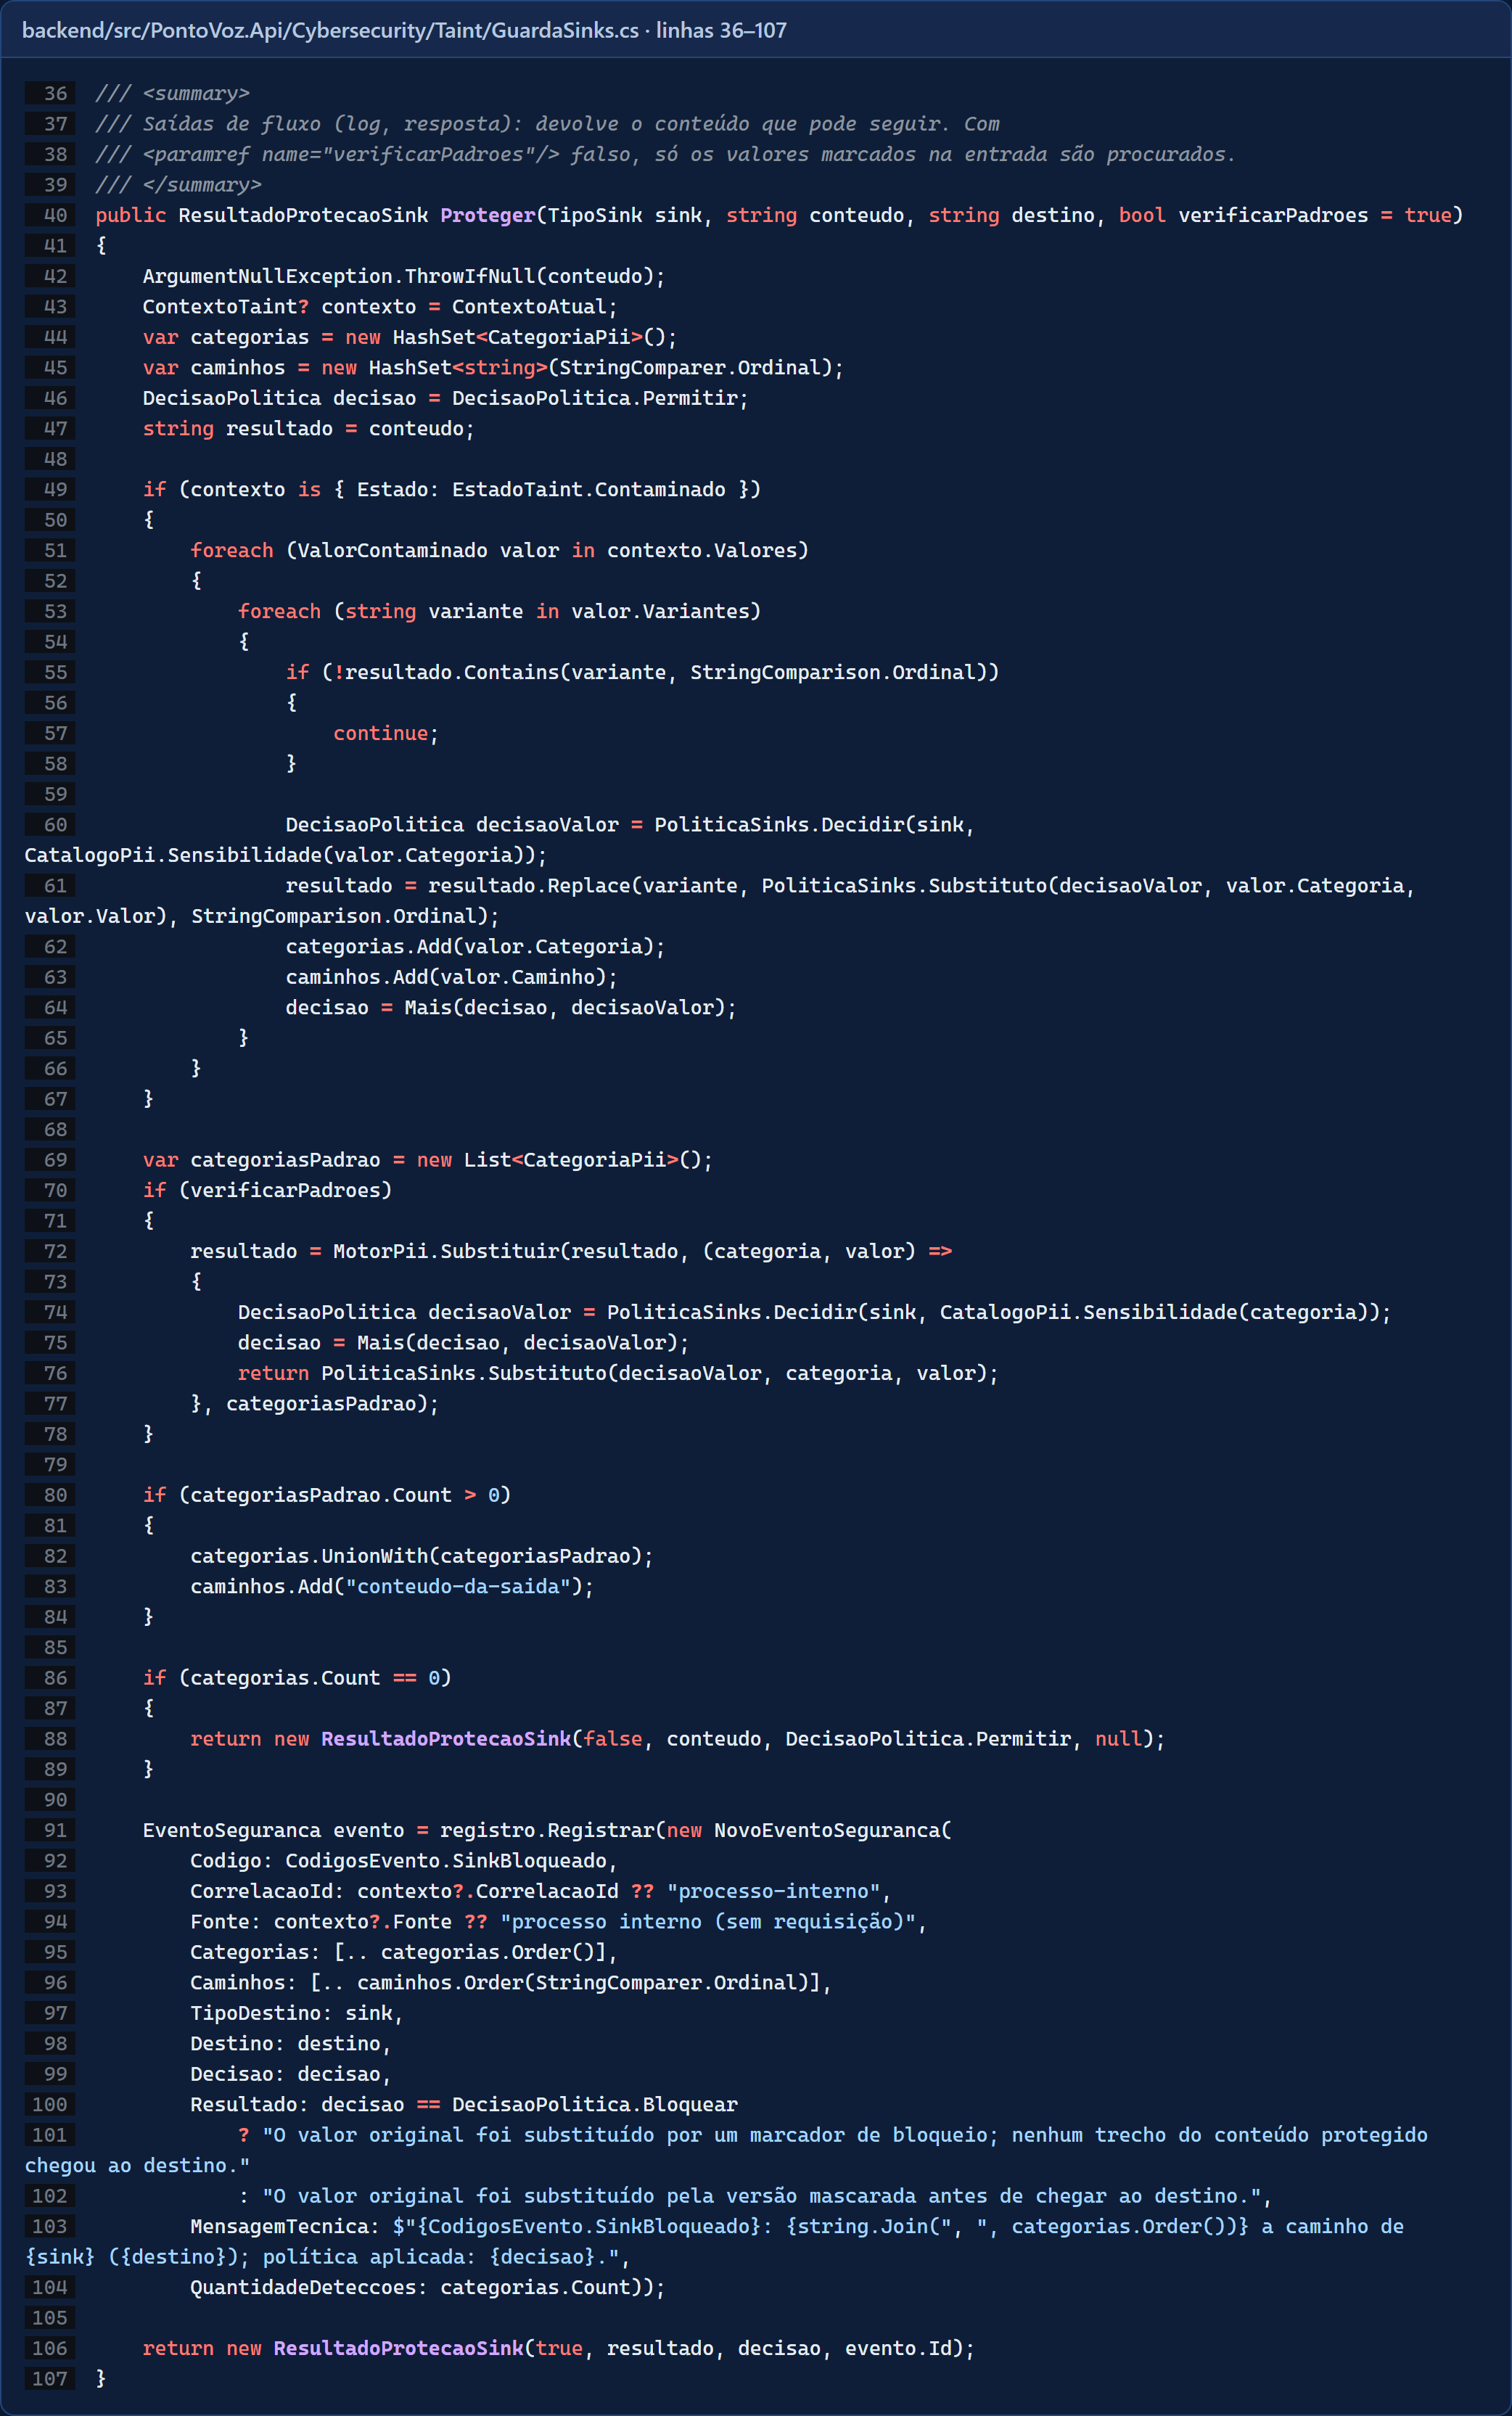 backend/src/PontoVoz.Api/Cybersecurity/Taint/GuardaSinks.cs · linhas 36–107
36 /// <summary>
37 /// Saídas de fluxo (log, resposta): devolve o conteúdo que pode seguir. Com
38 /// <paramref name="verificarPadroes"/> falso, só os valores marcados na entrada são procurados.
39 /// </summary>
40 public ResultadoProtecaoSink Proteger(TipoSink sink, string conteudo, string destino, bool verificarPadroes = true)
41 {
42     ArgumentNullException.ThrowIfNull(conteudo);
43     ContextoTaint? contexto = ContextoAtual;
44     var categorias = new HashSet<CategoriaPii>();
45     var caminhos = new HashSet<string>(StringComparer.Ordinal);
46     DecisaoPolitica decisao = DecisaoPolitica.Permitir;
47     string resultado = conteudo;
48
49     if (contexto is { Estado: EstadoTaint.Contaminado })
50     {
51         foreach (ValorContaminado valor in contexto.Valores)
52         {
53             foreach (string variante in valor.Variantes)
54             {
55                 if (!resultado.Contains(variante, StringComparison.Ordinal))
56                 {
57                     continue;
58                 }
59
60                 DecisaoPolitica decisaoValor = PoliticaSinks.Decidir(sink,
CatalogoPii.Sensibilidade(valor.Categoria));
61                 resultado = resultado.Replace(variante, PoliticaSinks.Substituto(decisaoValor, valor.Categoria,
valor.Valor), StringComparison.Ordinal);
62                 categorias.Add(valor.Categoria);
63                 caminhos.Add(valor.Caminho);
64                 decisao = Mais(decisao, decisaoValor);
65             }
66         }
67     }
68
69     var categoriasPadrao = new List<CategoriaPii>();
70     if (verificarPadroes)
71     {
72         resultado = MotorPii.Substituir(resultado, (categoria, valor) =>
73         {
74             DecisaoPolitica decisaoValor = PoliticaSinks.Decidir(sink, CatalogoPii.Sensibilidade(categoria));
75             decisao = Mais(decisao, decisaoValor);
76             return PoliticaSinks.Substituto(decisaoValor, categoria, valor);
77         }, categoriasPadrao);
78     }
79
80     if (categoriasPadrao.Count > 0)
81     {
82         categorias.UnionWith(categoriasPadrao);
83         caminhos.Add("conteudo-da-saida");
84     }
85
86     if (categorias.Count == 0)
87     {
88         return new ResultadoProtecaoSink(false, conteudo, DecisaoPolitica.Permitir, null);
89     }
90
91     EventoSeguranca evento = registro.Registrar(new NovoEventoSeguranca(
92         Codigo: CodigosEvento.SinkBloqueado,
93         CorrelacaoId: contexto?.CorrelacaoId ?? "processo-interno",
94         Fonte: contexto?.Fonte ?? "processo interno (sem requisição)",
95         Categorias: [.. categorias.Order()],
96         Caminhos: [.. caminhos.Order(StringComparer.Ordinal)],
97         TipoDestino: sink,
98         Destino: destino,
99         Decisao: decisao,
100         Resultado: decisao == DecisaoPolitica.Bloquear
101             ? "O valor original foi substituído por um marcador de bloqueio; nenhum trecho do conteúdo protegido
chegou ao destino."
102             : "O valor original foi substituído pela versão mascarada antes de chegar ao destino.",
103         MensagemTecnica: $"{CodigosEvento.SinkBloqueado}: {string.Join(", ", categorias.Order())} a caminho de
{sink} ({destino}); política aplicada: {decisao}.",
104         QuantidadeDeteccoes: categorias.Count));
105
106     return new ResultadoProtecaoSink(true, resultado, decisao, evento.Id);
107 }